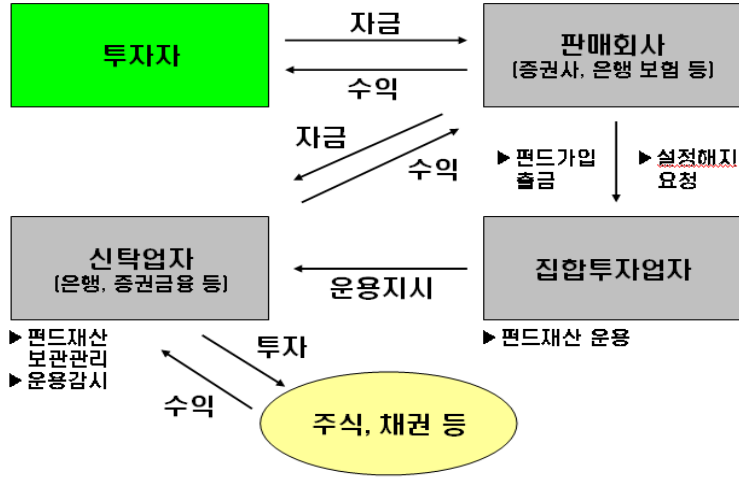 투자자
자금
수익
판매회사
(증권사, 은행 보험 등)
자금
수익
▶ 펀드가입
출금
▶ 설정해지
요청
신탁업자
(은행, 증권금융 등)
운용지시
집합투자업자
▶ 펀드재산
보관관리
▶ 운용감시
투자
수익
▶ 펀드재산 운용
주식, 채권 등